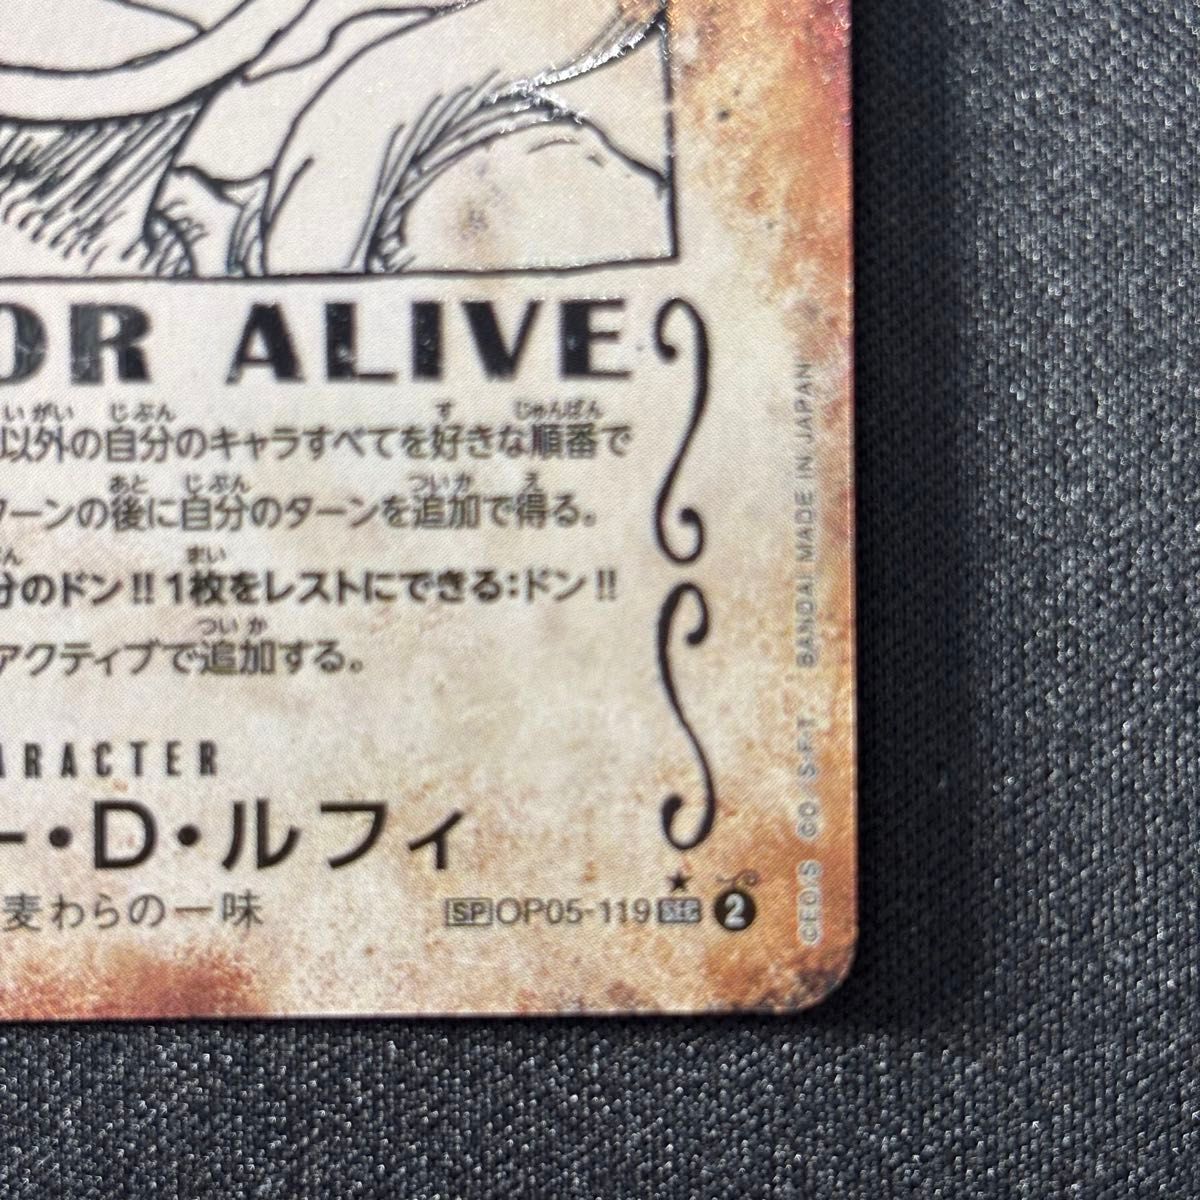 OR ALIVE
いがい じぶん す じゅんばん
以外の自分のキャラすべてを好きな順番で
あと じぶん ついか え
ターンの後に自分のターンを追加で得る。
ん まい
分のドン!!1枚をレストにできる:ドン!!
ついか
アクティブで追加する。
ARACTER
ー・D・ルフィ
麦わらの一味
SP OP05-119 SEC 2
©EO/S ©O/S・F・T. BANDAI MADE IN JAPAN